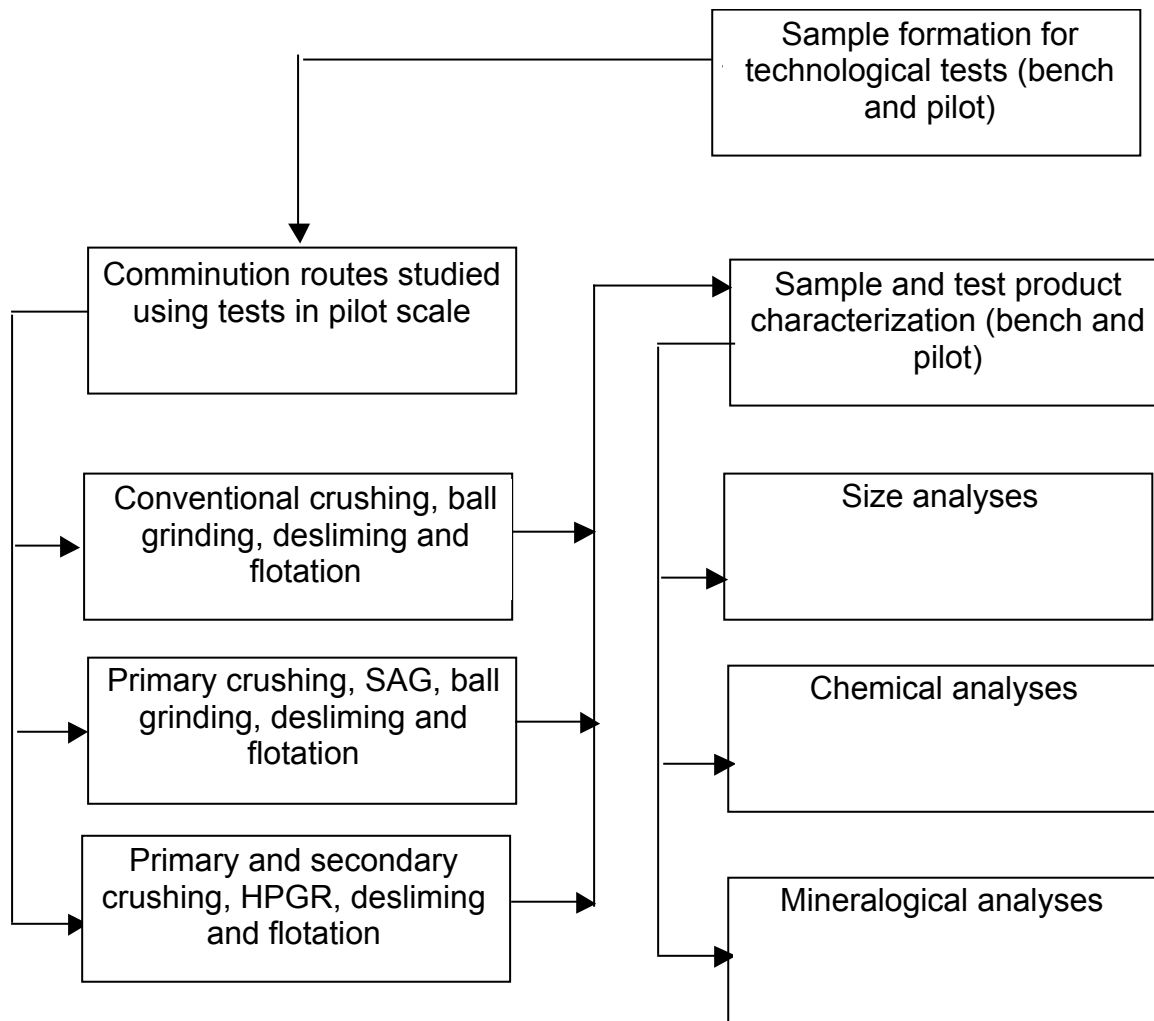 Sample formation for
technological tests (bench
and pilot)
Comminution routes studied
using tests in pilot scale
Conventional crushing, ball
grinding, desliming and
flotation
Primary crushing, SAG, ball
grinding, desliming and
flotation
Primary and secondary
crushing, HPGR, desliming
and flotation
Sample and test product
characterization (bench and
pilot)
Size analyses
Chemical analyses
Mineralogical analyses